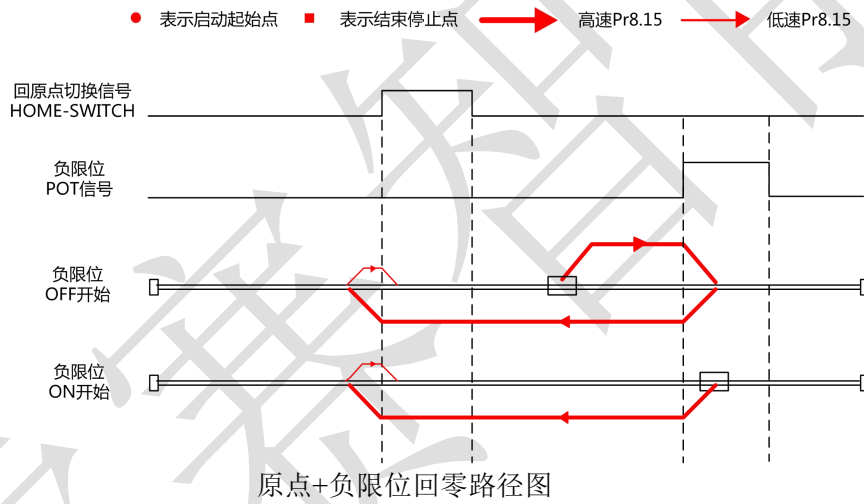 表示启动起始点 表示结束停止点 高速Pr8.15 低速Pr8.15
回原点切换信号
HOME-SWITCH
负限位
POT信号
负限位
OFF开始
负限位
ON开始
原点+负限位回零路径图